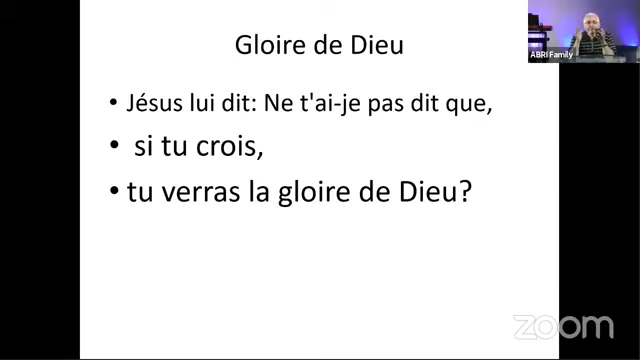 Gloire de Dieu
ABRI Family
• Jésus lui dit: Ne t'ai-je pas dit que,
• si tu crois,
• tu verras la gloire de Dieu?
zoom